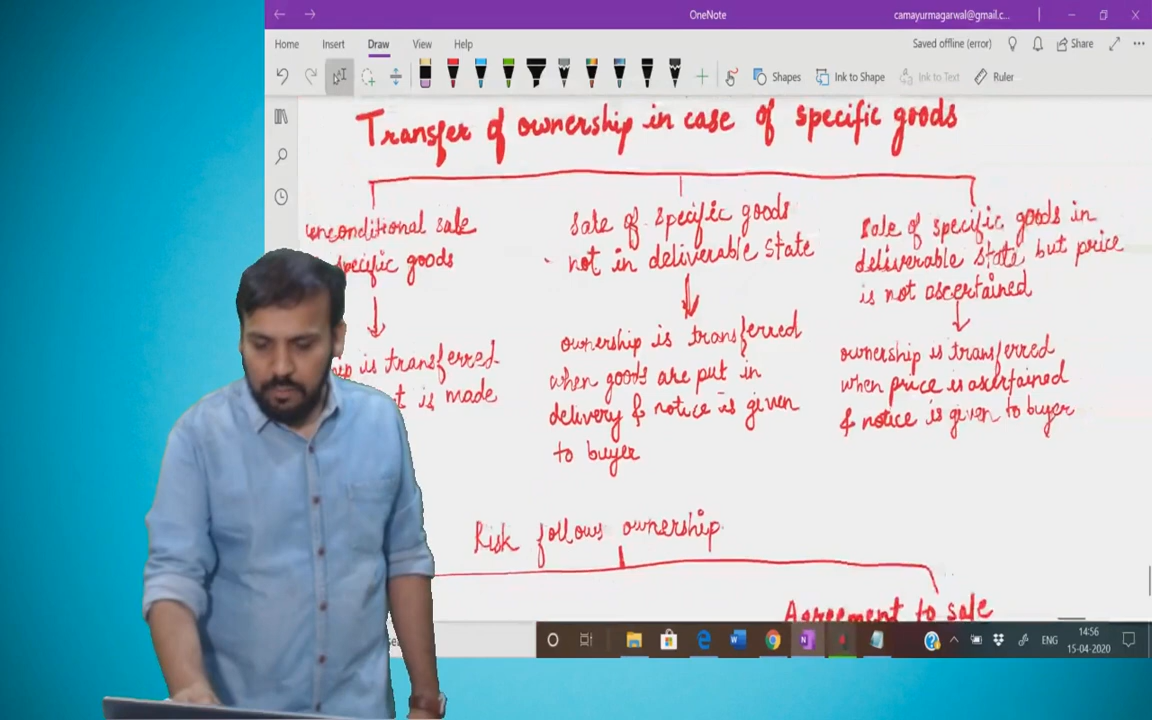 OneNote
camayurmagarwal@gmail.c...
Home Insert Draw View Help
Saved offline (error)
Share
Shapes
Ink to Shape
Ink to Text
Ruler
Transfer of ownership in case of specific goods
unconditional sale
specific goods
is transferred
is made
Sale of specific goods
not in deliverable state
ownership is transferred
when goods are put in
delivery & notice is given
to buyer
Sale of specific goods in
deliverable state but price
is not ascertained
ownership is transferred
when price is ascertained
& notice is given to buyer
Risk follows ownership
Agreement to sale
ENG
14:56
15-04-2020